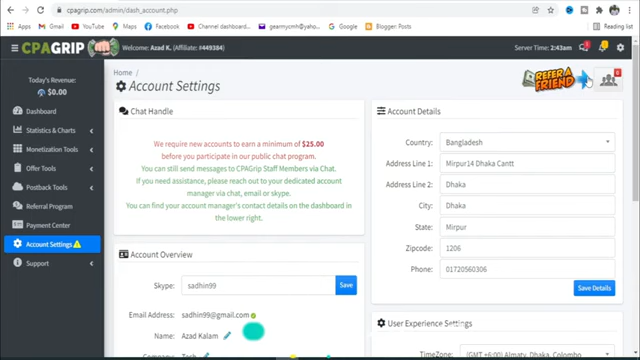 cpagrip.com/admin/dash_account.php
Apps
Gmail
YouTube
Maps
Facebook
Channel dashboard...
gearmycmh@yahoo...
Google
Blogger: Posts
Reading list
CPAGRIP
Welcome: Azad K. (Affiliate: #449384)
Server Time: 2:43am
Today's Revenue:
$0.00
Dashboard
Statistics & Charts
Monetization Tools
Offer Tools
Postback Tools
Referral Program
Payment Center
Account Settings
Support
Home /
Account Settings
REFER A
FRIEND
Chat Handle
We require new accounts to earn a minimum of $25.00
before you participate in our public chat program.
You can still send messages to CPAGrip Staff Members via Chat.
If you need assistance, please reach out to your dedicated account
manager via chat, email or skype.
You can find your account manager's contact details on the dashboard in
the lower right.
Account Overview
Skype:
sadhin99
Save
Email Address: sadhin99@gmail.com
Name: Azad Kalam
Company: Tech
Account Details
Country: Bangladesh
Address Line 1: Mirpur14 Dhaka Cantt
Address Line 2: Dhaka
City: Dhaka
State: Mirpur
Zipcode: 1206
Phone: 01720560306
Save Details
User Experience Settings
TimeZone: (GMT +6:00) Almaty, Dhaka, Colombo